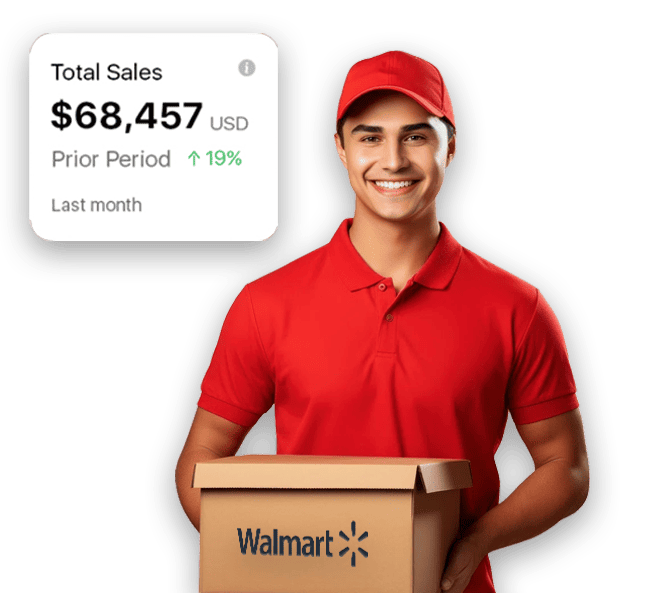 Total Sales
$68,457 USD
Prior Period ↑ 19%
Last month
Walmart